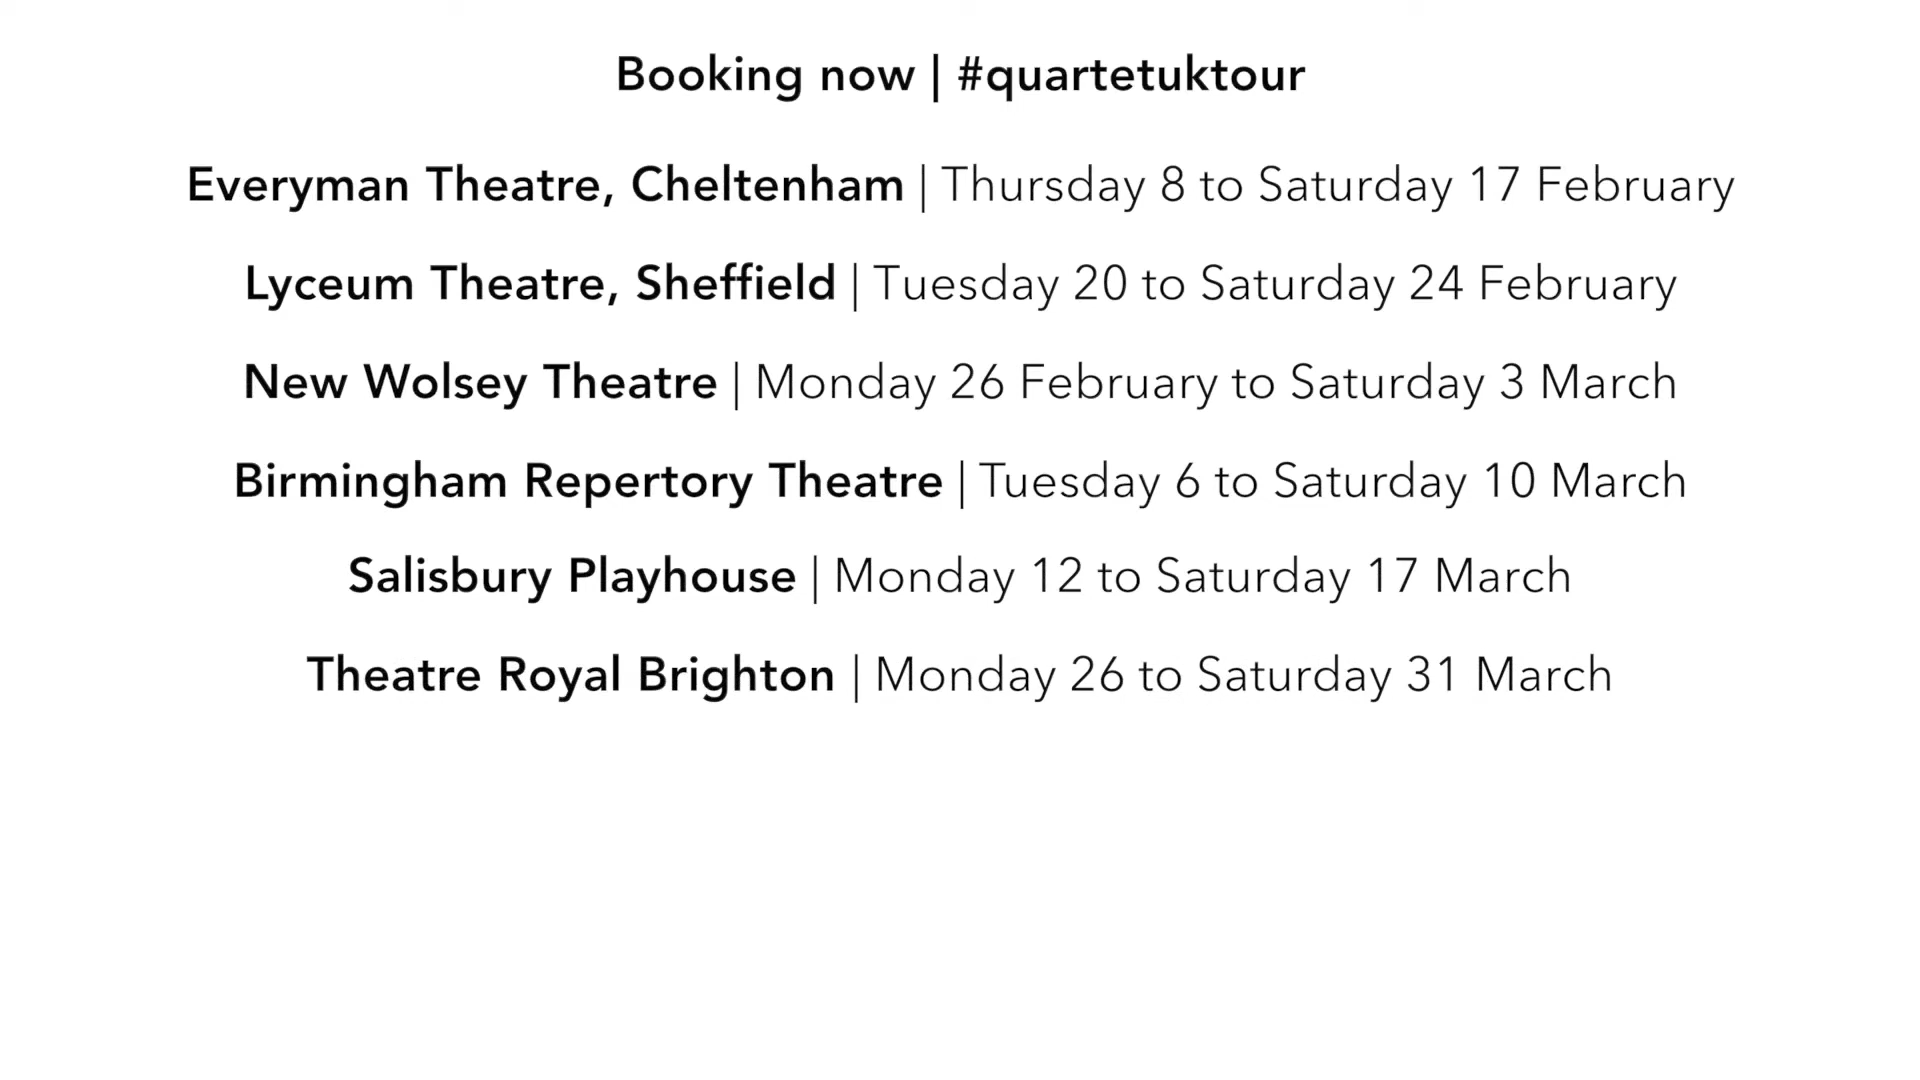 Booking now | #quartetuktour
Everyman Theatre, Cheltenham | Thursday 8 to Saturday 17 February
Lyceum Theatre, Sheffield | Tuesday 20 to Saturday 24 February
New Wolsey Theatre | Monday 26 February to Saturday 3 March
Birmingham Repertory Theatre | Tuesday 6 to Saturday 10 March
Salisbury Playhouse | Monday 12 to Saturday 17 March
Theatre Royal Brighton | Monday 26 to Saturday 31 March